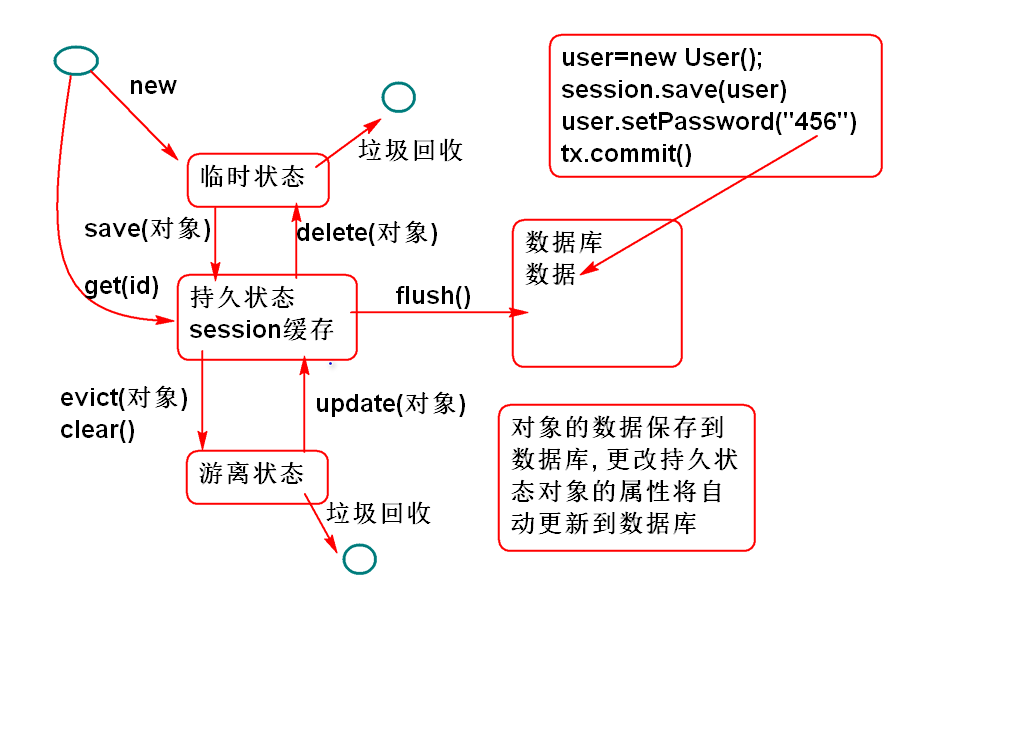 new
垃圾回收
临时状态
save(对象)
delete(对象)
get(id)
持久状态
session缓存
flush()
evict(对象)
clear()
update(对象)
游离状态
垃圾回收
user=new User();
session.save(user)
user.setPassword("456")
tx.commit()
数据库
数据
对象的数据保存到
数据库, 更改持久状
态对象的属性将自
动更新到数据库